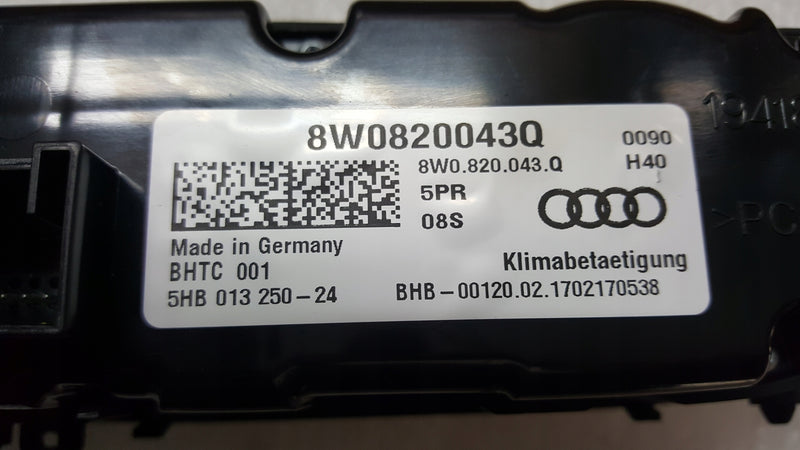 8W0820043Q
0090
8W0.820.043.Q
H40
5PR
08S
Made in Germany
BHTC 001
Klimabetaetigung
5HB 013 250-24
BHB-00120.02.1702170538
>PC